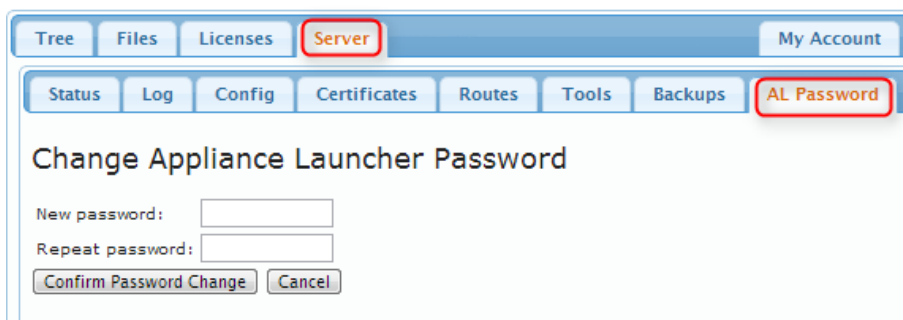 Tree Files Licenses Server My Account
Status Log Config Certificates Routes Tools Backups AL Password
Change Appliance Launcher Password
New password:
Repeat password:
Confirm Password Change Cancel